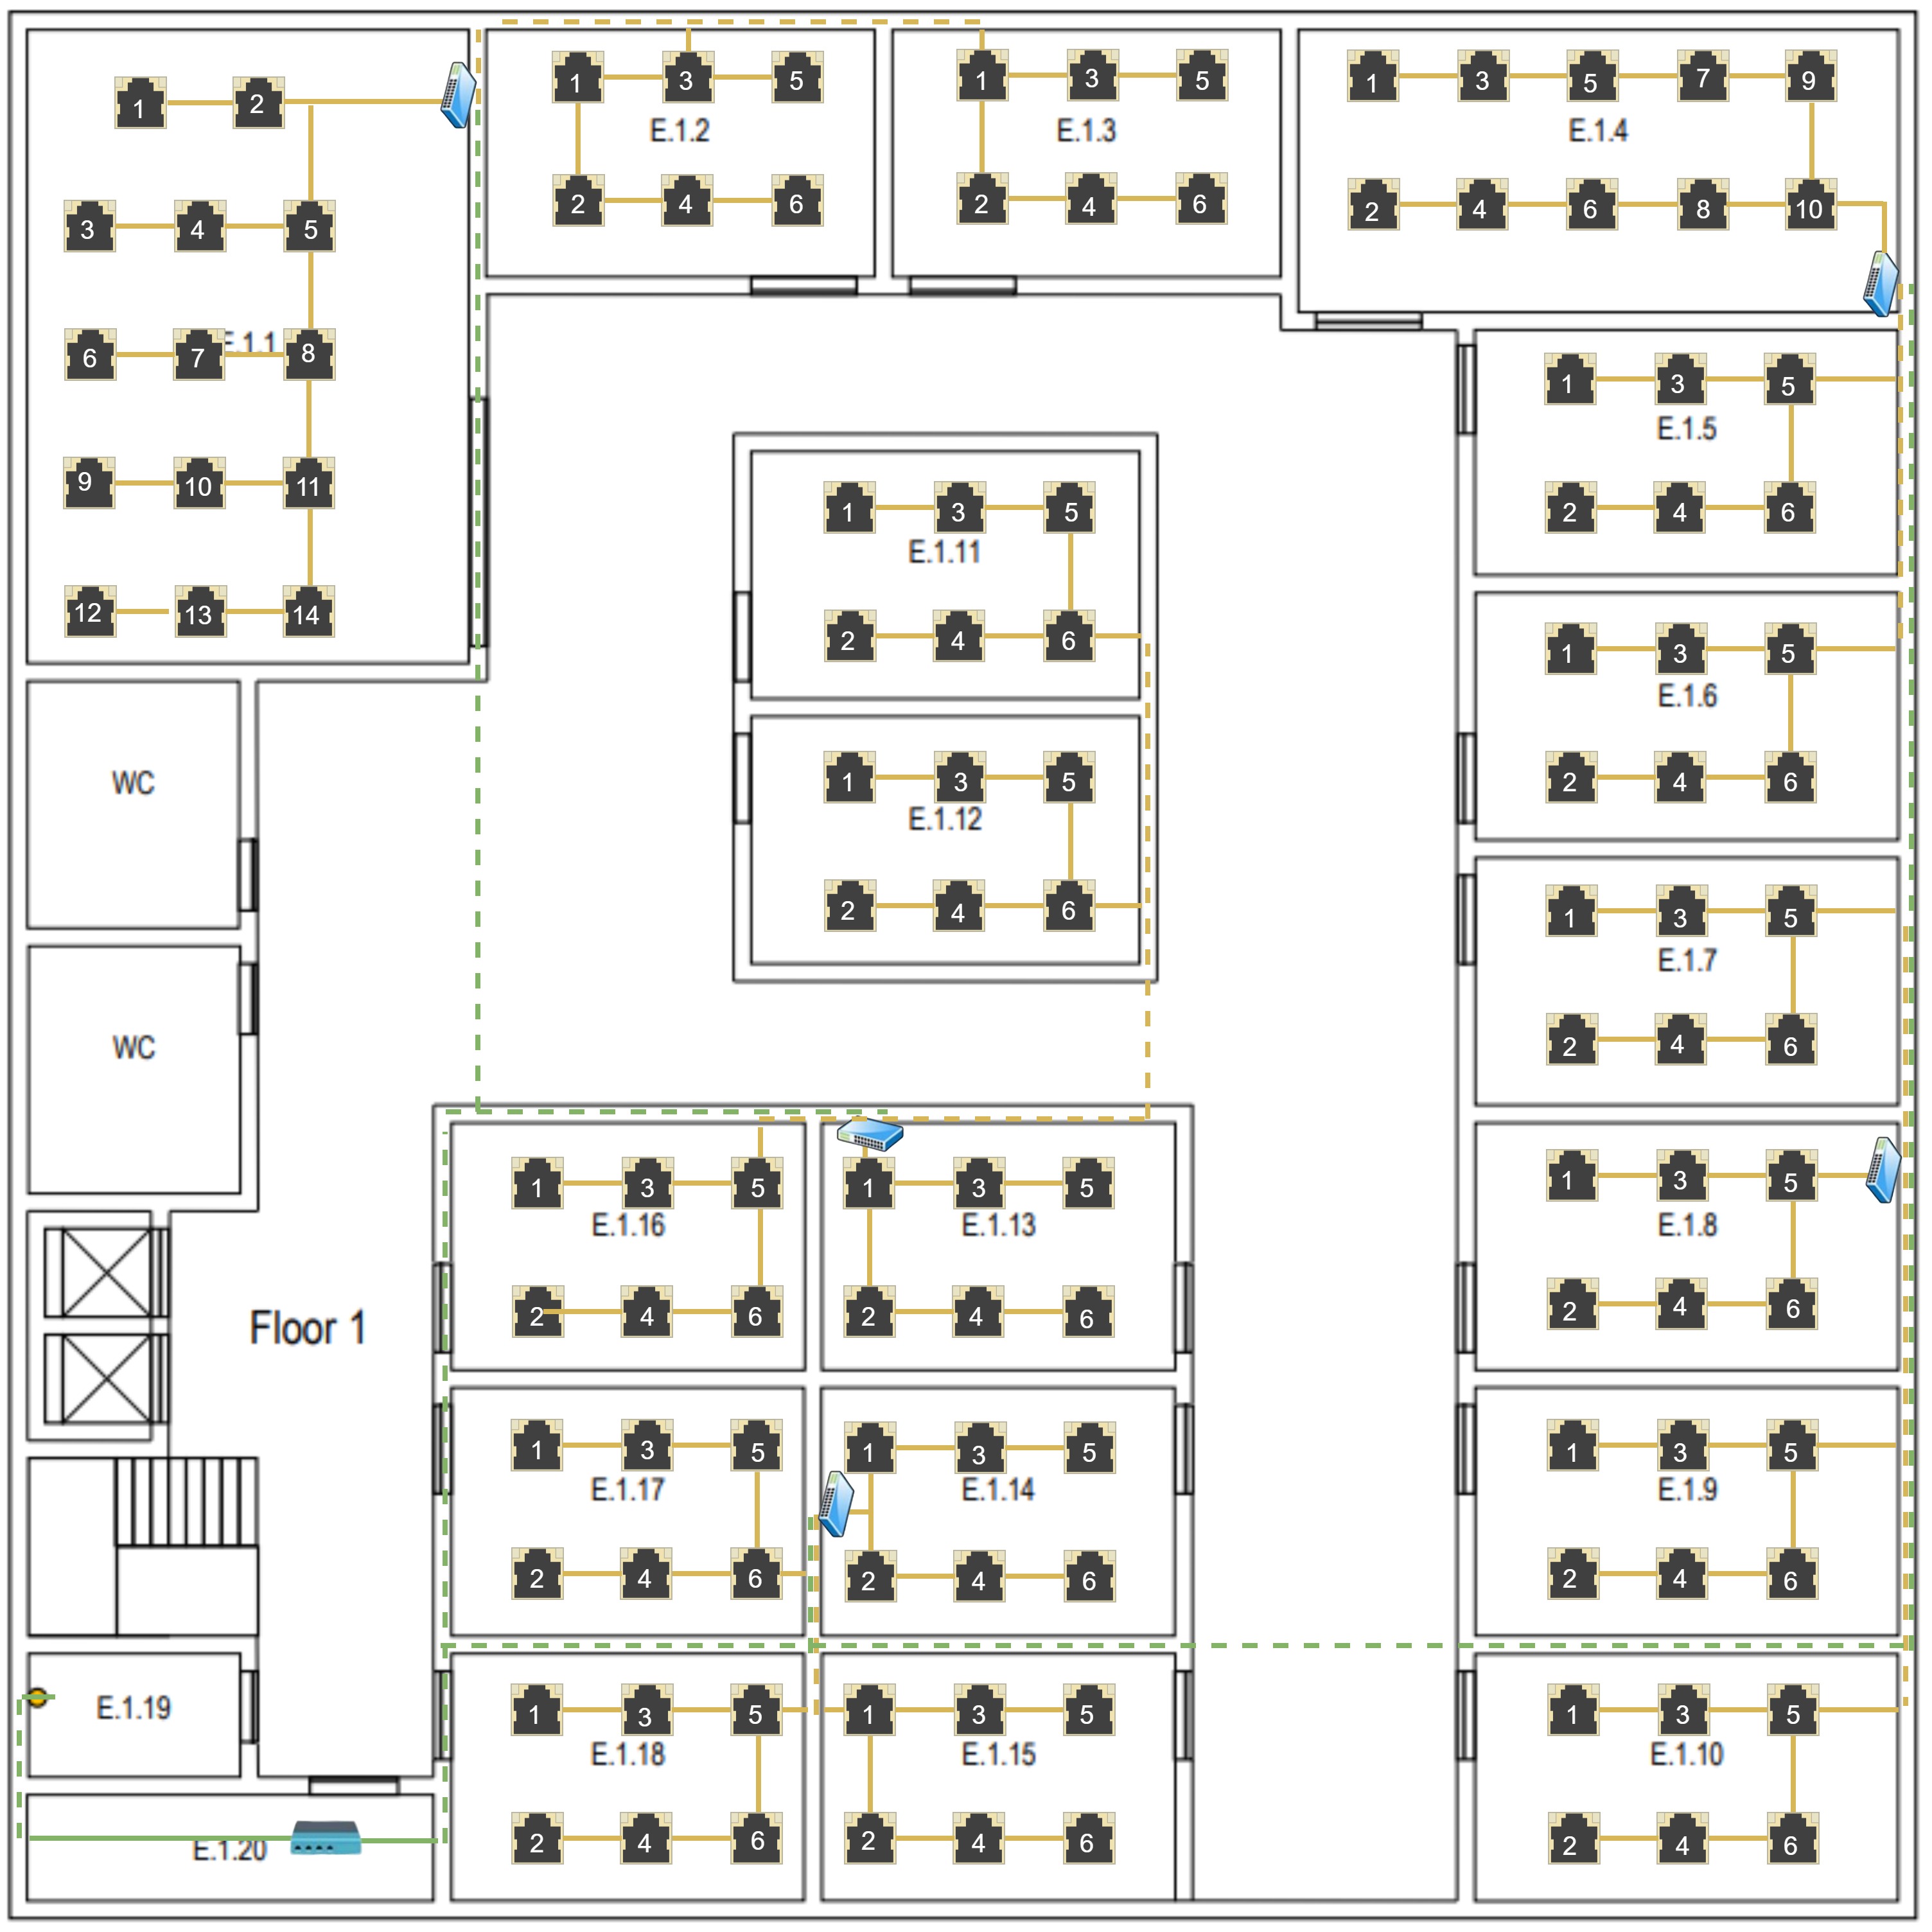 1 2
3 4 5
E.1.1
6 7 8
9 10 11
12 13 14
1 3 5
E.1.2
2 4 6
1 3 5
E.1.3
2 4 6
1 3 5 7 9
E.1.4
2 4 6 8 10
1 3 5
E.1.5
2 4 6
1 3 5
E.1.6
2 4 6
1 3 5
E.1.7
2 4 6
1 3 5
E.1.8
2 4 6
1 3 5
E.1.9
2 4 6
1 3 5
E.1.10
2 4 6
1 3 5
E.1.11
2 4 6
1 3 5
E.1.12
2 4 6
1 3 5
E.1.13
2 4 6
1 3 5
E.1.14
2 4 6
1 3 5
E.1.15
2 4 6
1 3 5
E.1.16
2 4 6
1 3 5
E.1.17
2 4 6
1 3 5
E.1.18
2 4 6
WC
WC
Floor 1
E.1.19
E.1.20